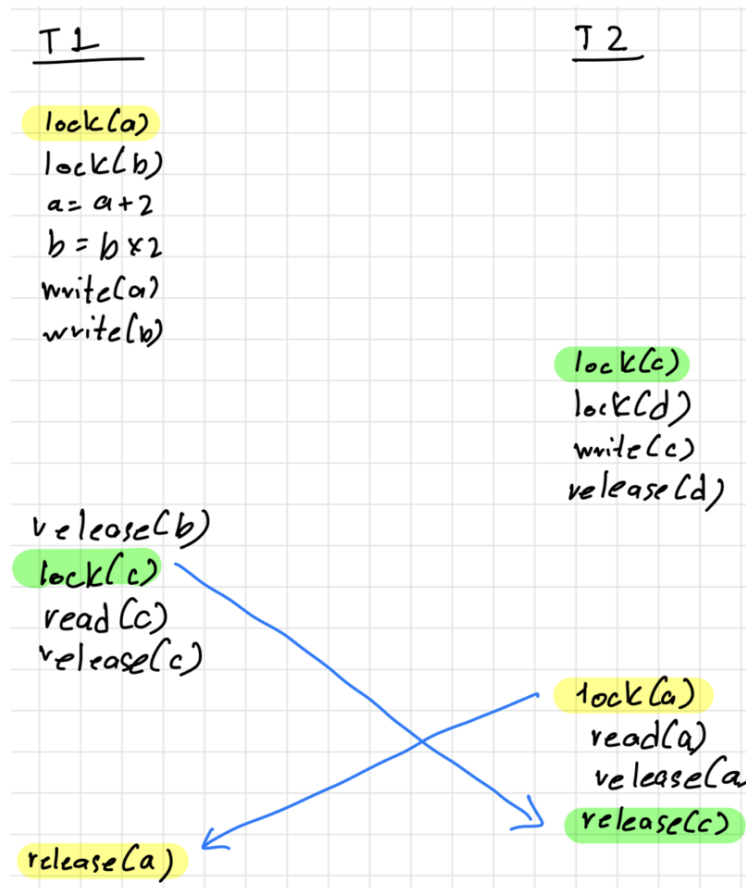 T1
lock(a)
lock(b)
a = a+2
b = b x 2
write(a)
write(b)
release(b)
lock(c)
read(c)
release(c)
release(a)
T2
lock(c)
lock(d)
write(c)
release(d)
lock(a)
read(a)
release(a
release(c)